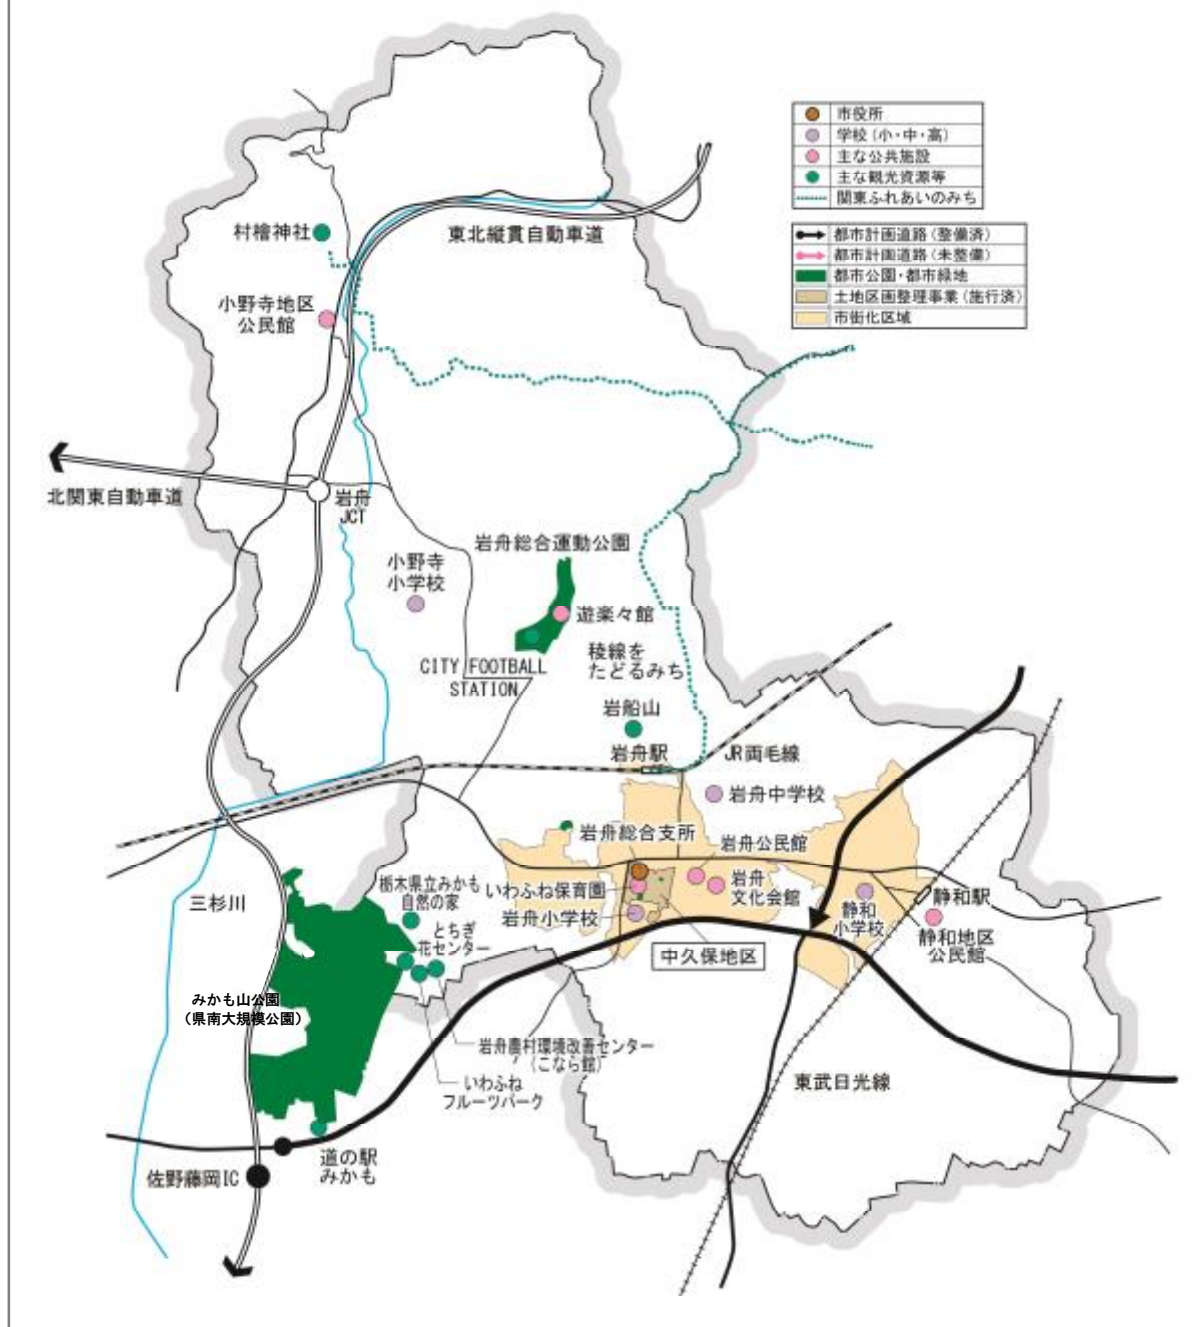 市役所
学校(小・中・高)
主な公共施設
主な観光資源等
関東ふれあいのみち
都市計画道路(整備済)
都市計画道路(未整備)
都市公園・都市緑地
土地区画整理事業(施行済)
市街化区域
村檜神社
東北縦貫自動車道
小野寺地区
公民館
北関東自動車道
岩舟
JCT
岩舟総合運動公園
小野寺
小学校
遊楽々館
稜線を
たどるみち
CITY FOOTBALL
STATION
岩船山
岩舟駅
JR両毛線
岩舟中学校
岩舟総合支所
岩舟公民館
栃木県立みかも
自然の家
いわふね保育園
岩舟
文化会館
三杉川
岩舟小学校
静和
小学校
静和駅
とちぎ
花センター
静和地区
公民館
中久保地区
みかも山公園
(県南大規模公園)
岩舟農村環境改善センター
(こなら館)
いわふね
フルーツパーク
東武日光線
道の駅
みかも
佐野藤岡IC